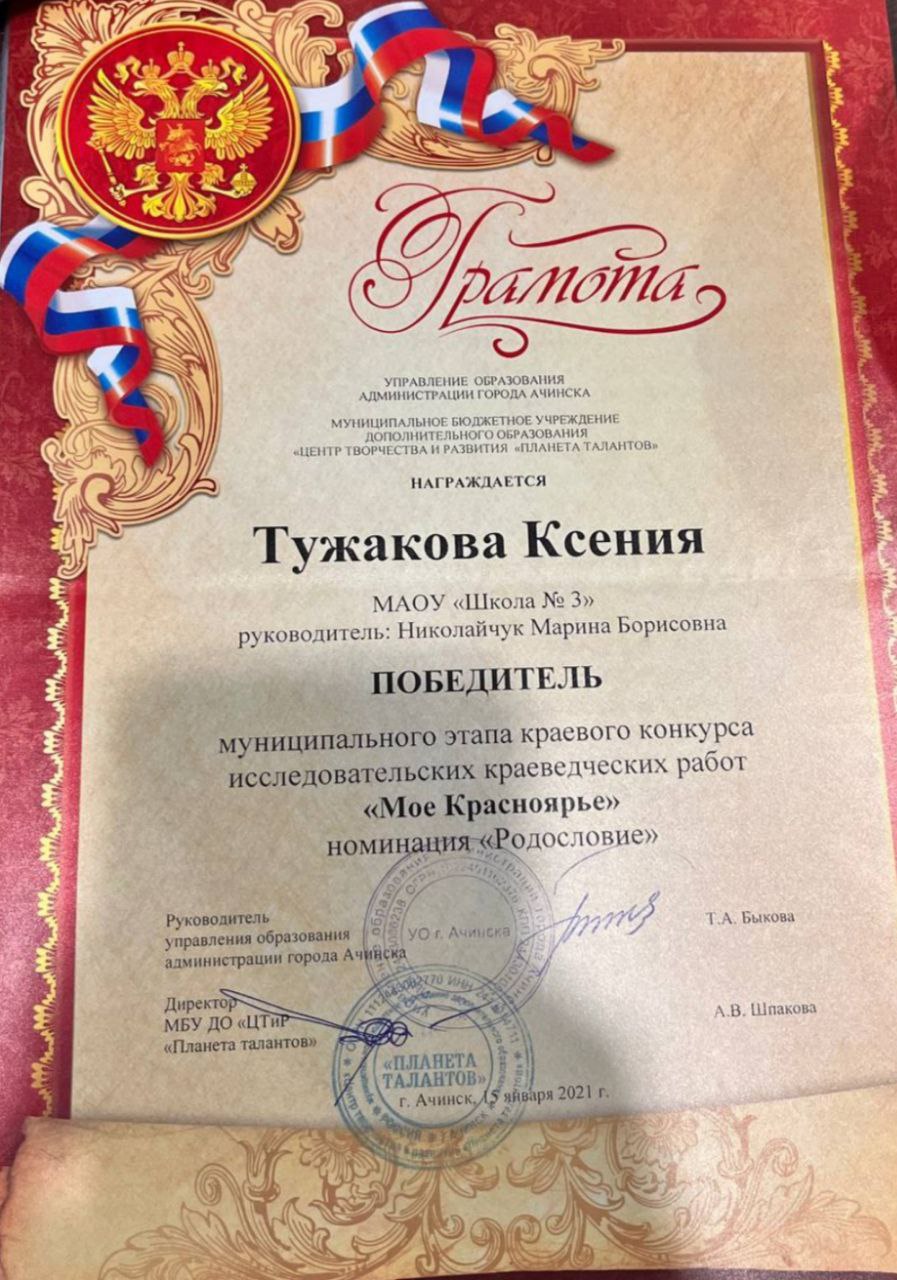 Грамота
УПРАВЛЕНИЕ ОБРАЗОВАНИЯ
АДМИНИСТРАЦИИ ГОРОДА АЧИНСКА
МУНИЦИПАЛЬНОЕ БЮДЖЕТНОЕ УЧРЕЖДЕНИЕ
ДОПОЛНИТЕЛЬНОГО ОБРАЗОВАНИЯ
«ЦЕНТР ТВОРЧЕСТВА И РАЗВИТИЯ «ПЛАНЕТА ТАЛАНТОВ»
НАГРАЖДАЕТСЯ
Тужакова Ксения
МАОУ «Школа № 3»
руководитель: Николайчук Марина Борисовна
ПОБЕДИТЕЛЬ
муниципального этапа краевого конкурса
исследовательских краеведческих работ
«Мое Красноярье»
номинация «Родословие»
УО г. Ачинска
Руководитель
управления образования
администрации города Ачинска
Т.А. Быкова
Директор
МБУ ДО «ЦТиР
«Планета талантов»
А.В. Шпакова
«ПЛАНЕТА
ТАЛАНТОВ»
г. Ачинск, 15 января 2021 г.